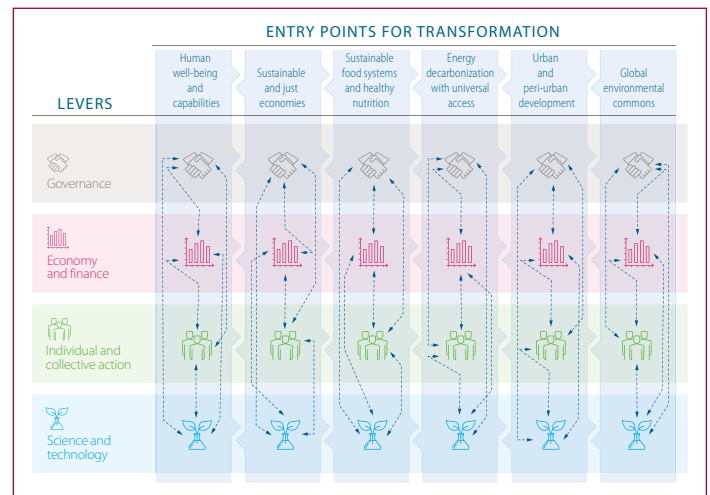 ENTRY POINTS FOR TRANSFORMATION
LEVERS
Human
well-being
and
capabilities
Sustainable
and just
economies
Sustainable
food systems
and healthy
nutrition
Energy
decarbonization
with universal
access
Urban
and
peri-urban
development
Global
environmental
commons
Governance
Economy
and finance
Individual and
collective action
Science and
technology